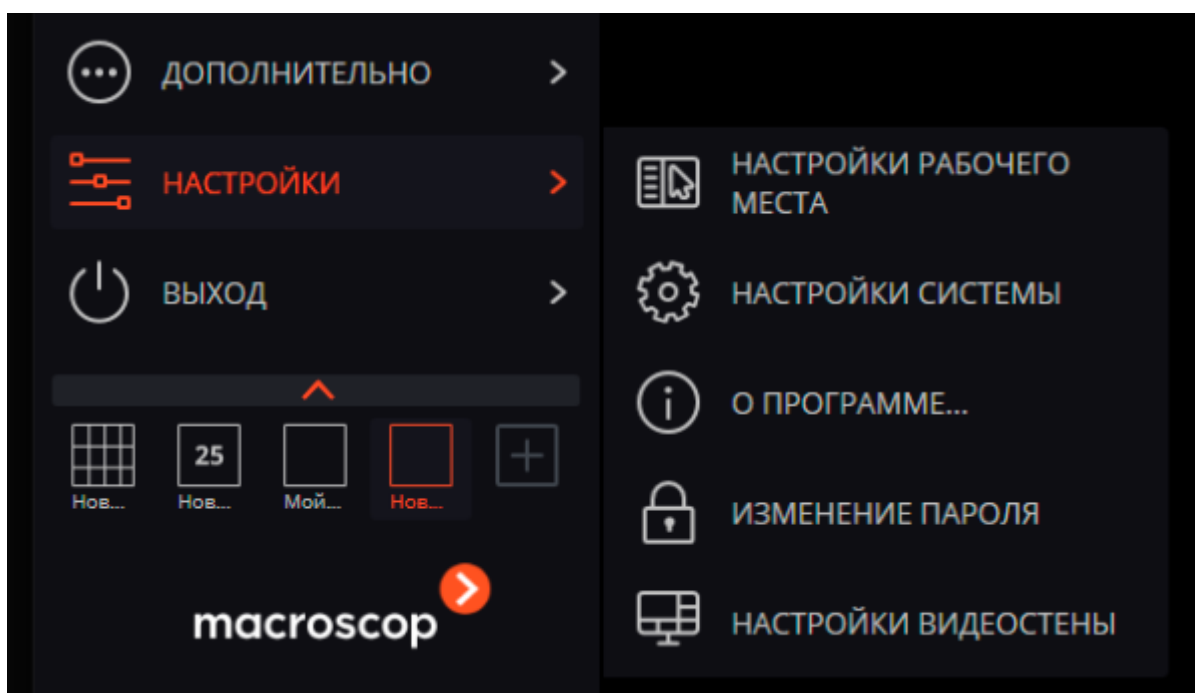 ДОПОЛНИТЕЛЬНО
НАСТРОЙКИ
ВЫХОД
25
Нов...
Нов...
Мой...
Нов...
macroscop
НАСТРОЙКИ РАБОЧЕГО
МЕСТА
НАСТРОЙКИ СИСТЕМЫ
О ПРОГРАММЕ...
ИЗМЕНЕНИЕ ПАРОЛЯ
НАСТРОЙКИ ВИДЕОСТЕНЫ